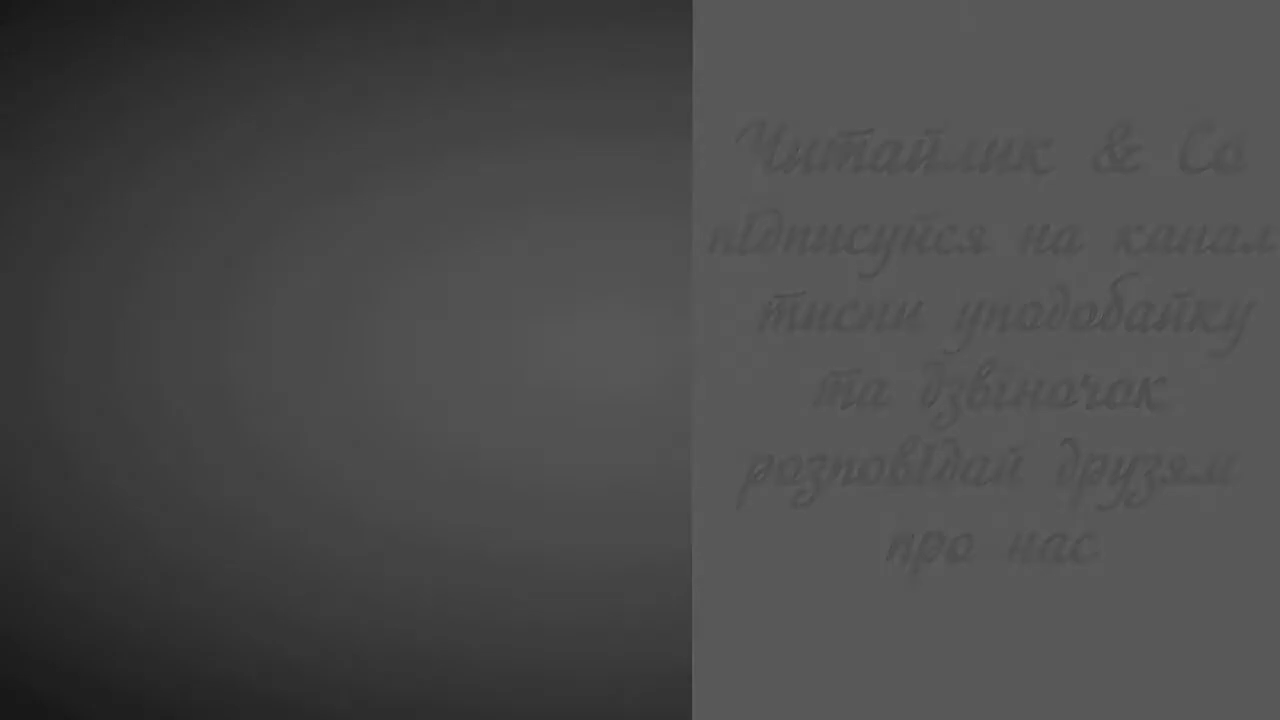 Читайлик & Co
підписуйся на канал
тисни уподобайку
та дзвіночок
розповідай друзям
про нас